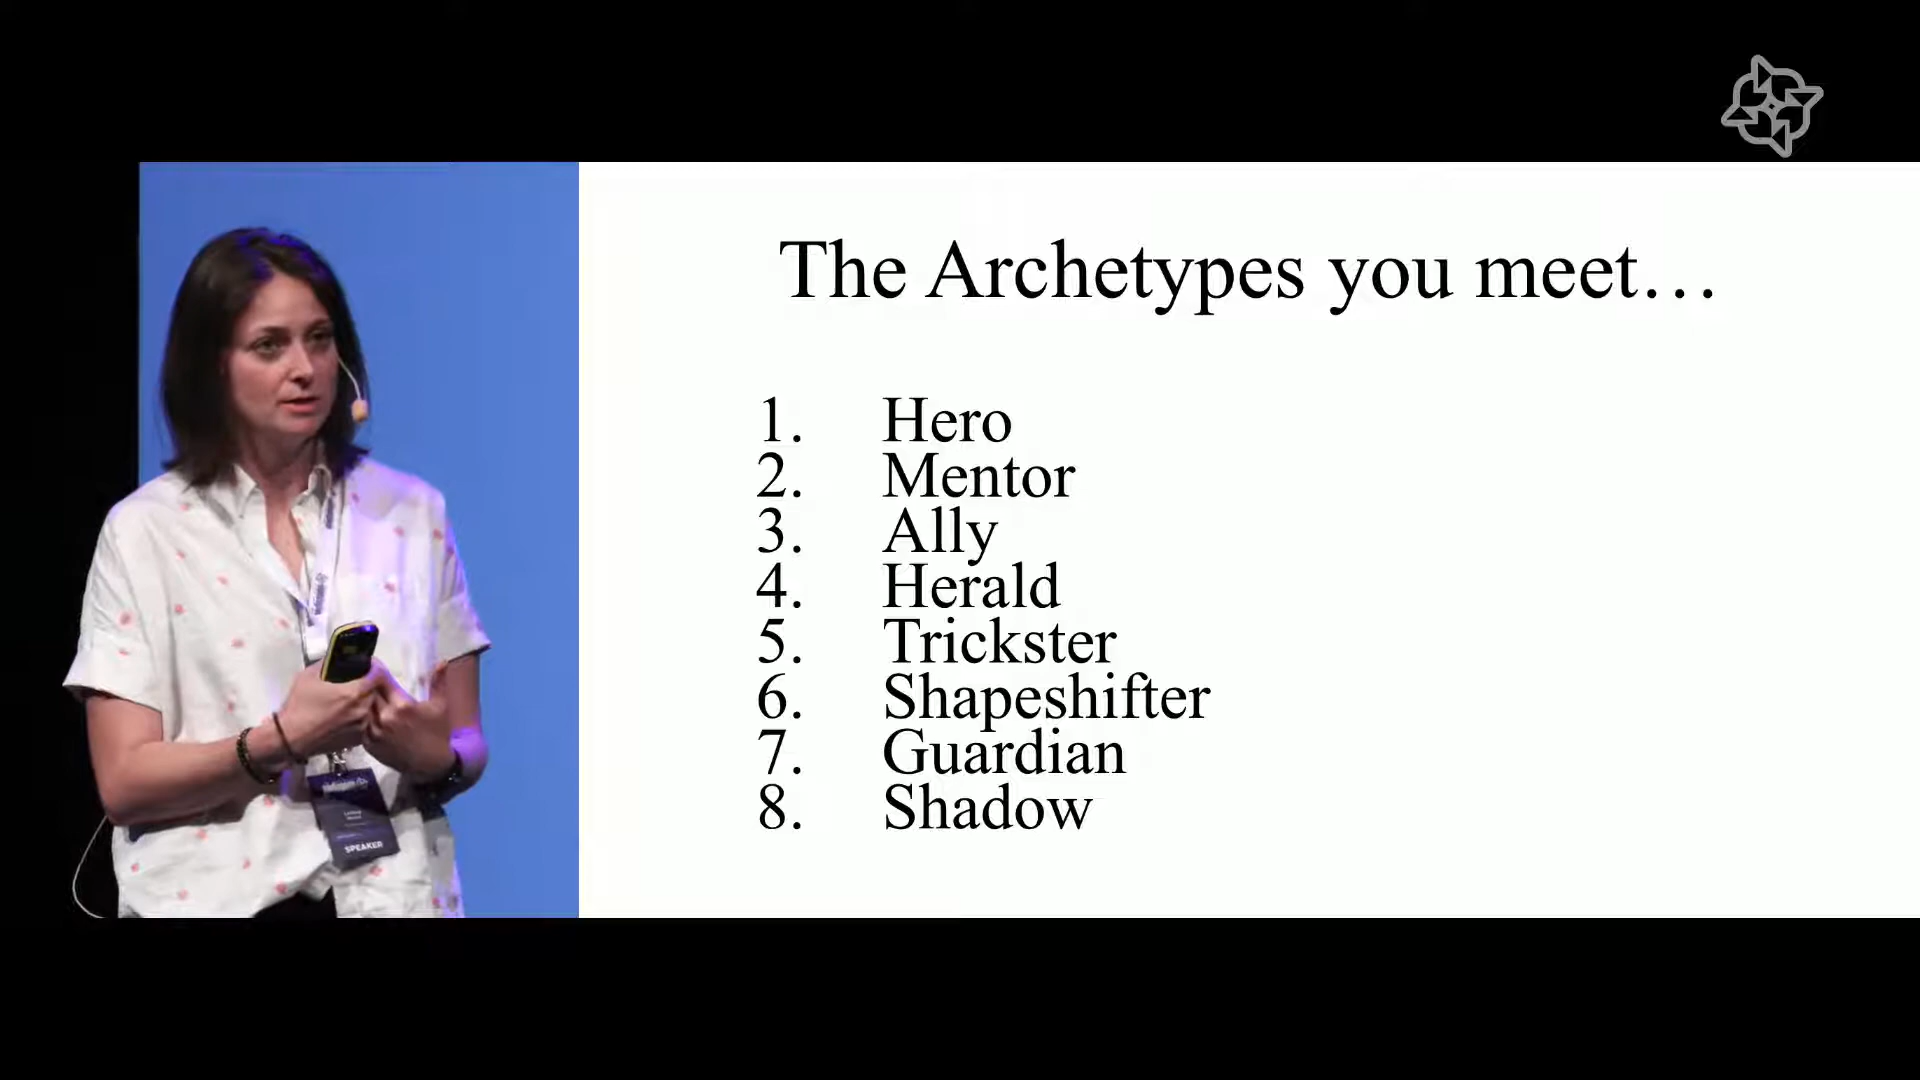 The Archetypes you meet…
1. Hero
2. Mentor
3. Ally
4. Herald
5. Trickster
6. Shapeshifter
7. Guardian
8. Shadow
SPEAKER